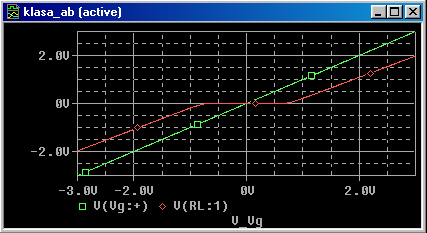 klasa_ab (active)
2.0V
0V
-2.0V
-3.0V -2.0V 0V 2.0V
V(Vg:+) V(RL:1)
V_Vg